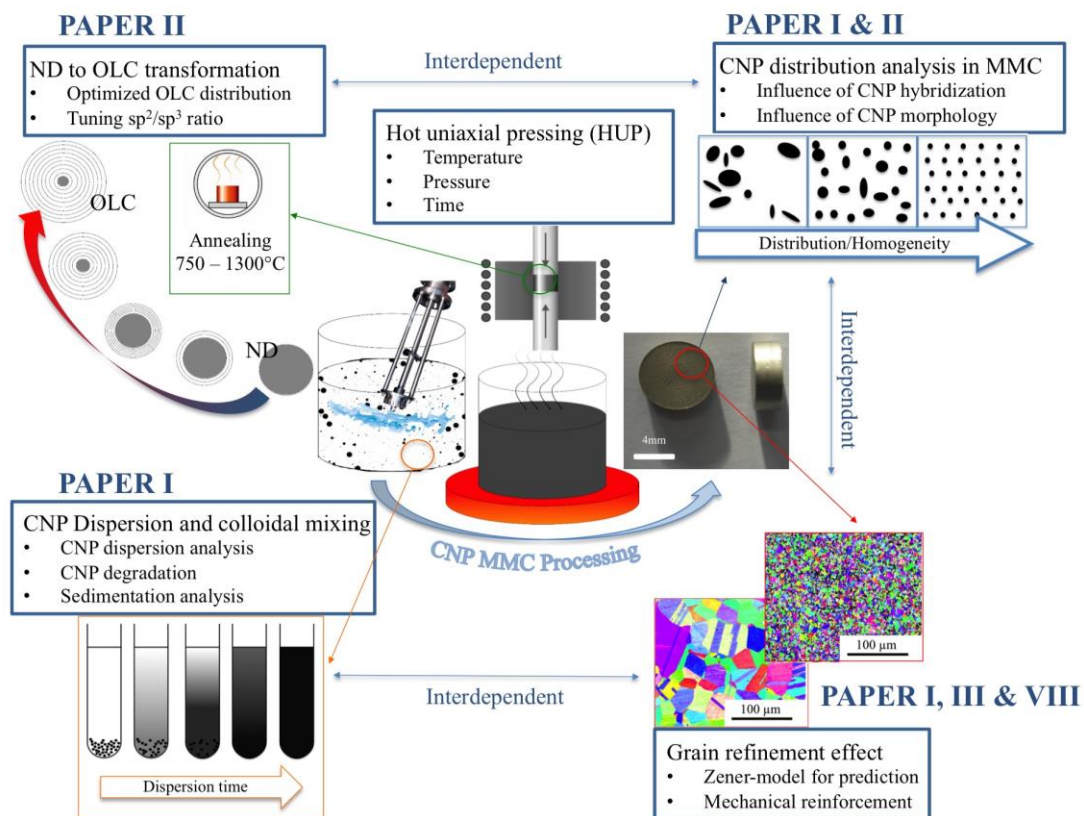 PAPER II
ND to OLC transformation
• Optimized OLC distribution
• Tuning sp²/sp³ ratio
Interdependent
PAPER I & II
CNP distribution analysis in MMC
• Influence of CNP hybridization
• Influence of CNP morphology
Distribution/Homogeneity
Hot uniaxial pressing (HUP)
• Temperature
• Pressure
• Time
OLC
Annealing
750 – 1300°C
ND
4mm
Interdependent
PAPER I
CNP Dispersion and colloidal mixing
• CNP dispersion analysis
• CNP degradation
• Sedimentation analysis
Dispersion time
CNP MMC Processing
Interdependent
100 µm
100 µm
PAPER I, III & VIII
Grain refinement effect
• Zener-model for prediction
• Mechanical reinforcement